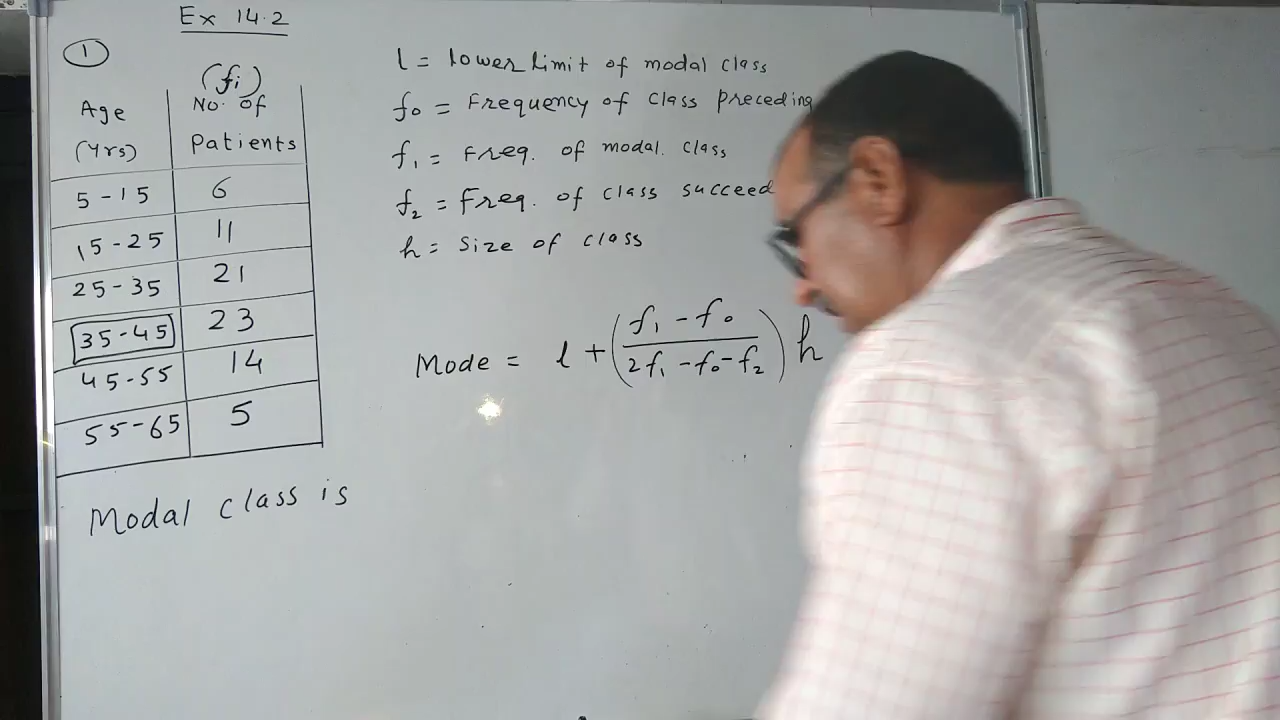 Ex 14.2
1
(fi)
Age (Yrs) No. of Patients
5-15 6
15-25 11
25-35 21
35-45 23
45-55 14
55-65 5
Modal class is
l = lower limit of modal class
f0 = Frequency of class preceding
f1 = Freq. of modal. class
f2 = Freq. of class succeed
h = Size of class
Mode = l + (f1 - f0 / 2f1 - f0 - f2) h